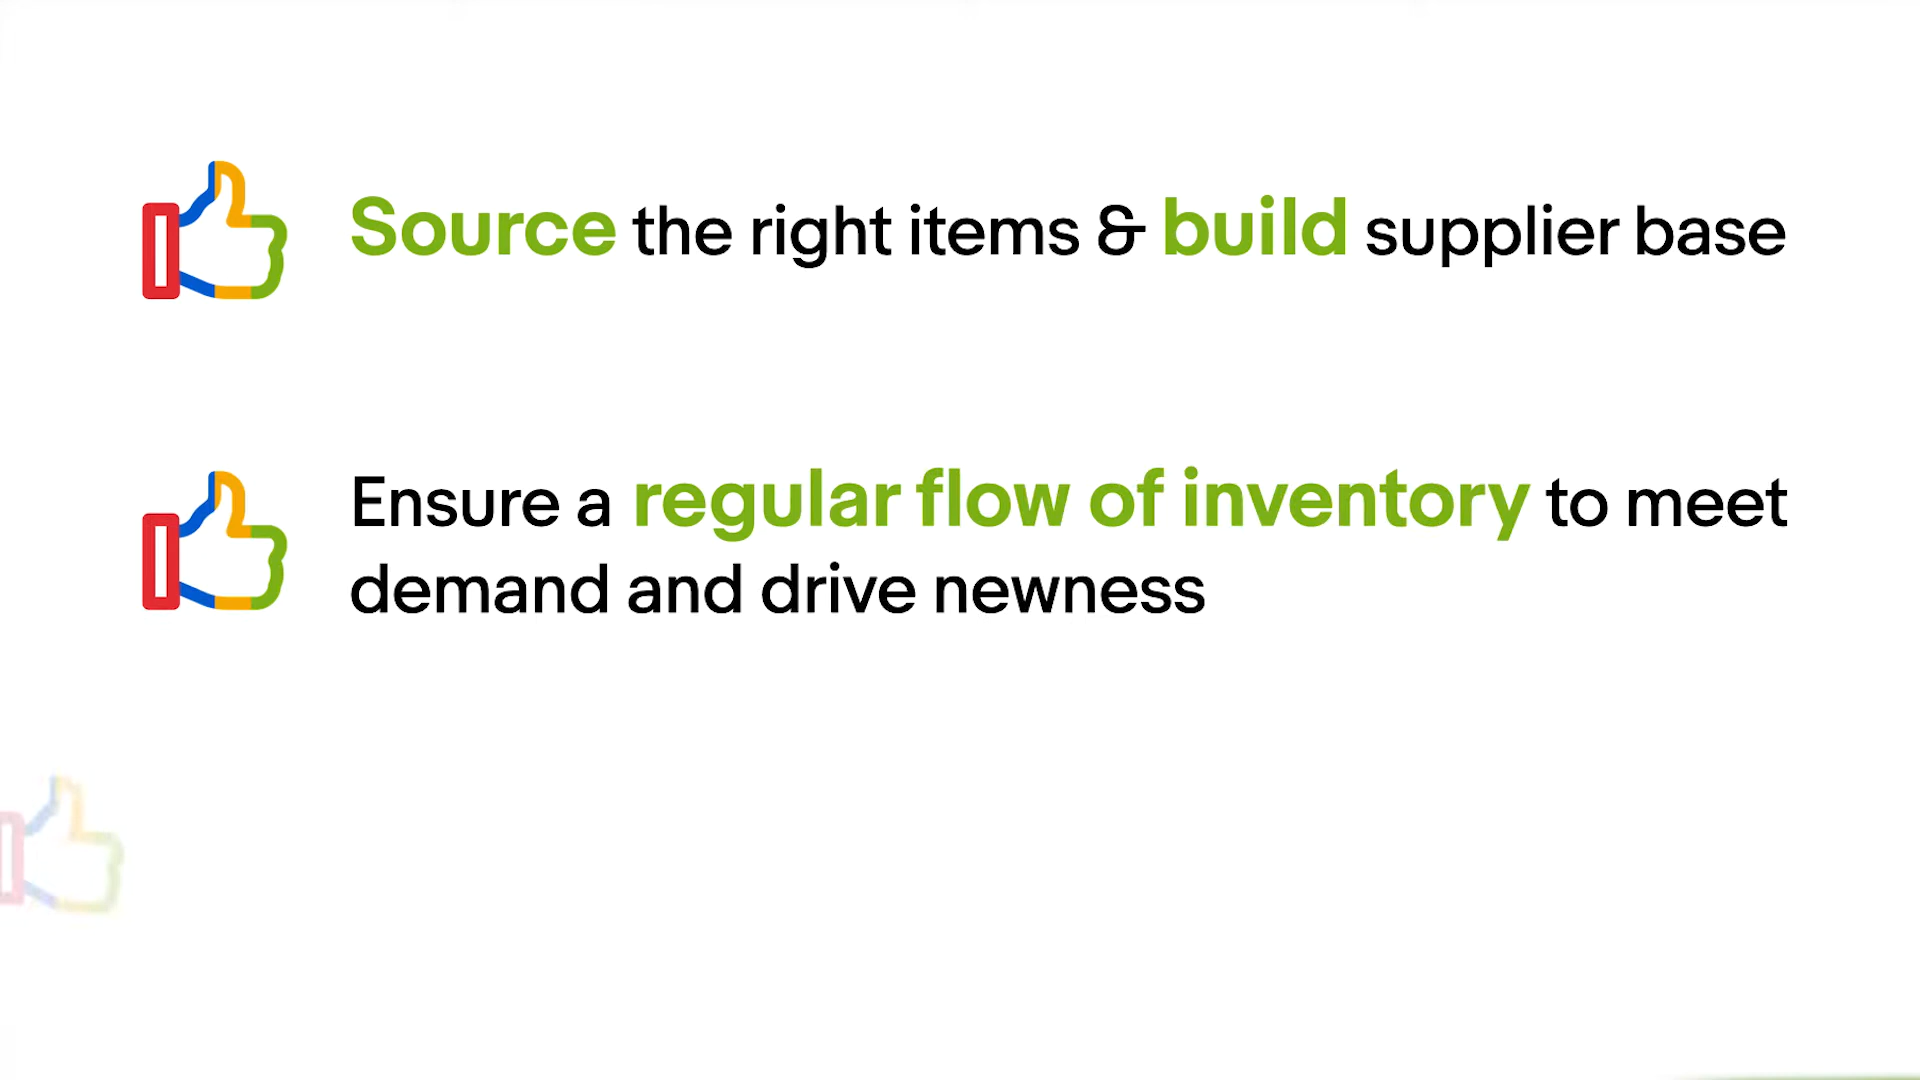 Source the right items & build supplier base
Ensure a regular flow of inventory to meet
demand and drive newness